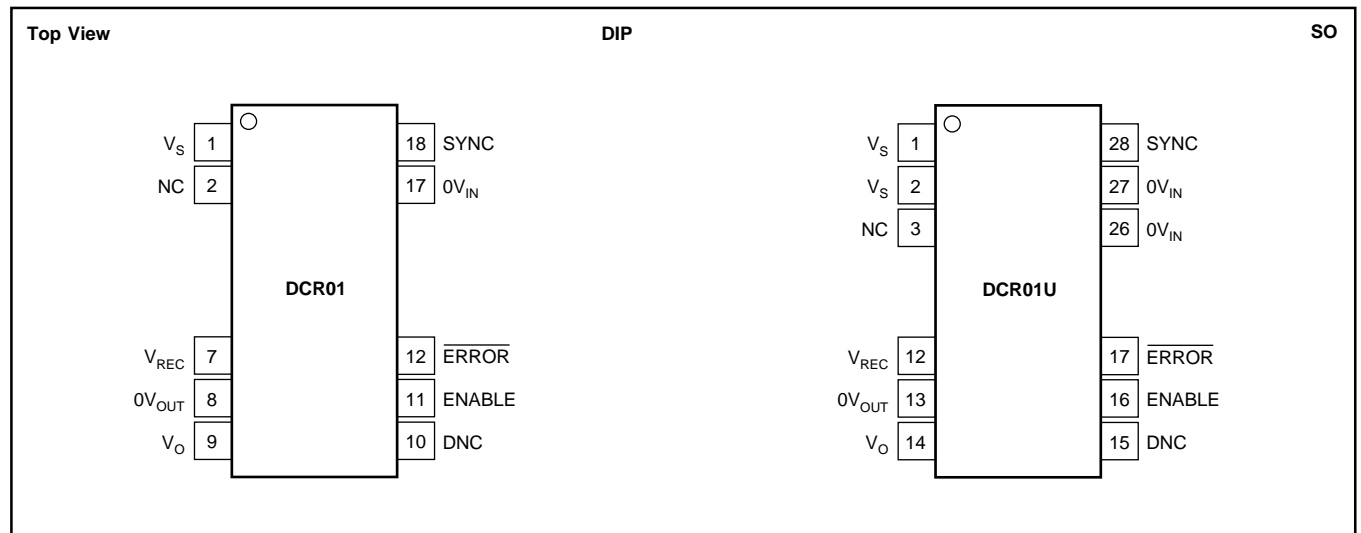 Top View DIP SO
V_S 1 18 SYNC
NC 2 17 0V_IN
DCR01
V_REC 7 12 ERROR
0V_OUT 8 11 ENABLE
V_O 9 10 DNC
V_S 1 28 SYNC
V_S 2 27 0V_IN
NC 3 26 0V_IN
DCR01U
V_REC 12 17 ERROR
0V_OUT 13 16 ENABLE
V_O 14 15 DNC